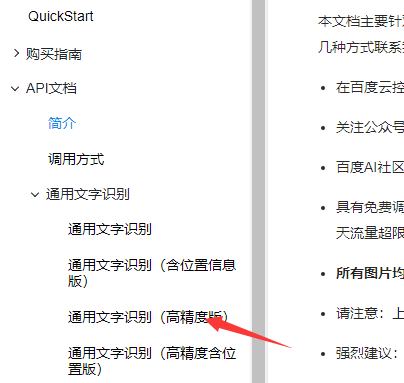 QuickStart
购买指南
API文档
简介
调用方式
通用文字识别
通用文字识别
通用文字识别（含位置信息
版）
通用文字识别（高精度版）
通用文字识别（高精度含位
置版）
本文档主要针
几种方式联系
在百度云控
关注公众号
百度AI社区
具有免费调
天流量超限
所有图片均
请注意：上
强烈建议：